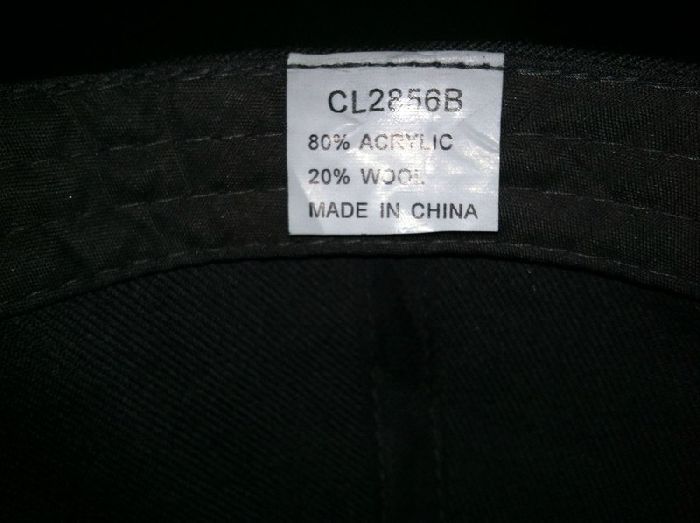 CL2856B
80% ACRYLIC
20% WOOL
MADE IN CHINA